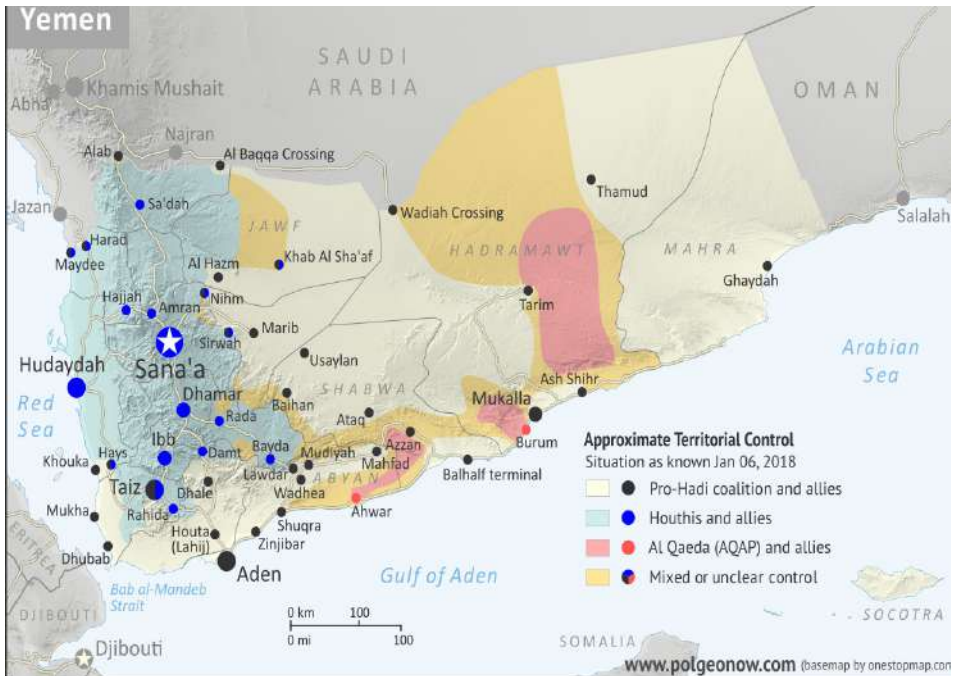 Yemen
SAUDI
ARABIA
OMAN
Khamis Mushait
Abha
Najran
Alab
Al Baqqa Crossing
Jazan
Sa'dah
Wadiah Crossing
Thamud
Salalah
JAWF
Harad
Maydee
Khab Al Sha'af
HADRAMAWT
MAHRA
Al Hazm
Ghaydah
Nihm
Tarim
Hajjah
Amran
Marib
Sirwah
Sana'a
Usaylan
Arabian
Sea
Hudaydah
SHABWA
Ash Shihr
Dhamar
Baihan
Mukalla
Red
Sea
Rada
Ataq
Burum
Ibb
Azzan
Approximate Territorial Control
Hays
Damt
Bayda
Mudiyah
Mahfad
Situation as known Jan 06, 2018
Khouka
Lawdar
Balhalf terminal
Taiz
Dhale
ABYAN
Pro-Hadi coalition and allies
Wadhea
Ahwar
Mukha
Rahida
Shuqra
Houthis and allies
Houta
(Lahij)
Zinjibar
Dhubab
Al Qaeda (AQAP) and allies
Aden
Gulf of Aden
Mixed or unclear control
ERITREA
Bab al-Mandeb
Strait
0 km 100
0 mi 100
DJIBOUTI
SOCOTRA
Djibouti
SOMALIA
www.polgeonow.com (basemap by onestopmap.com